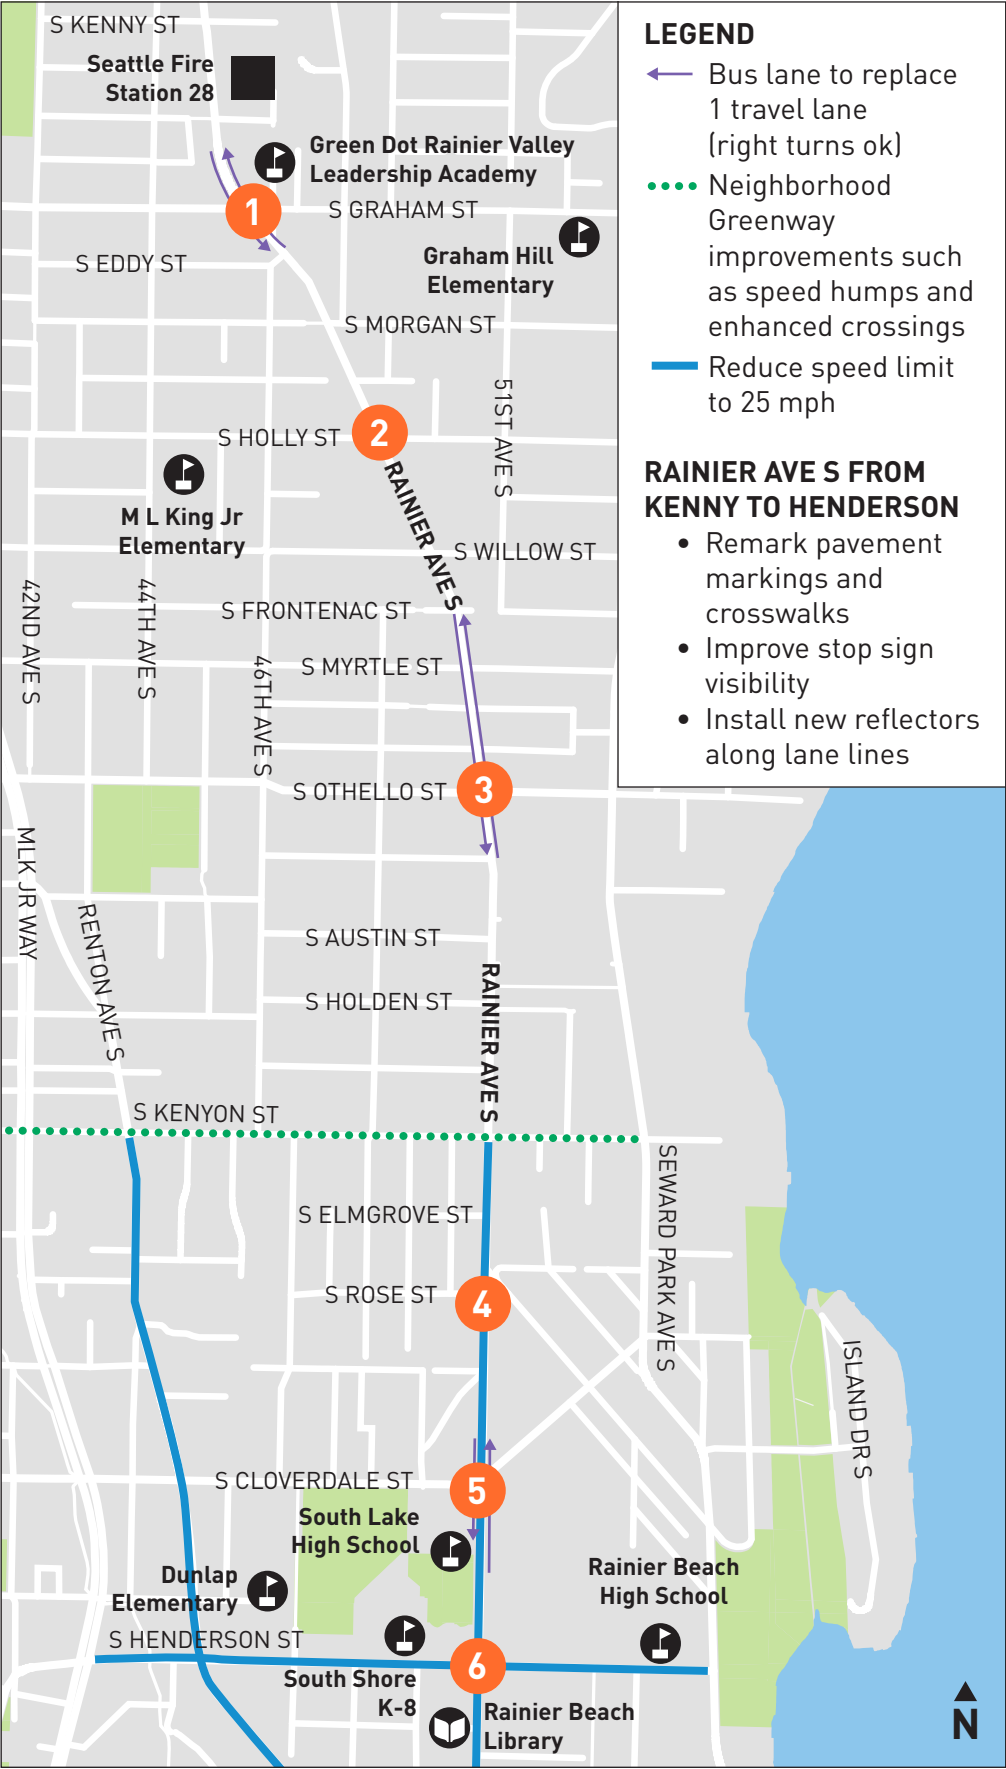 S KENNY ST
Seattle Fire
Station 28
Green Dot Rainier Valley
Leadership Academy
1
S GRAHAM ST
Graham Hill
Elementary
S EDDY ST
S MORGAN ST
51ST AVE S
2
S HOLLY ST
RAINIER AVE S
M L King Jr
Elementary
S WILLOW ST
42ND AVE S
44TH AVE S
S FRONTENAC ST
46TH AVE S
S MYRTLE ST
S OTHELLO ST
3
MLK JR WAY
RENTON AVE S
S AUSTIN ST
RAINIER AVE S
S HOLDEN ST
S KENYON ST
SEWARD PARK AVE S
S ELMGROVE ST
S ROSE ST
4
ISLAND DR S
S CLOVERDALE ST
5
South Lake
High School
Dunlap
Elementary
Rainier Beach
High School
S HENDERSON ST
6
South Shore
K-8
Rainier Beach
Library
N
LEGEND
Bus lane to replace
1 travel lane
(right turns ok)
Neighborhood
Greenway
improvements such
as speed humps and
enhanced crossings
Reduce speed limit
to 25 mph
RAINIER AVE S FROM
KENNY TO HENDERSON
• Remark pavement
markings and
crosswalks
• Improve stop sign
visibility
• Install new reflectors
along lane lines